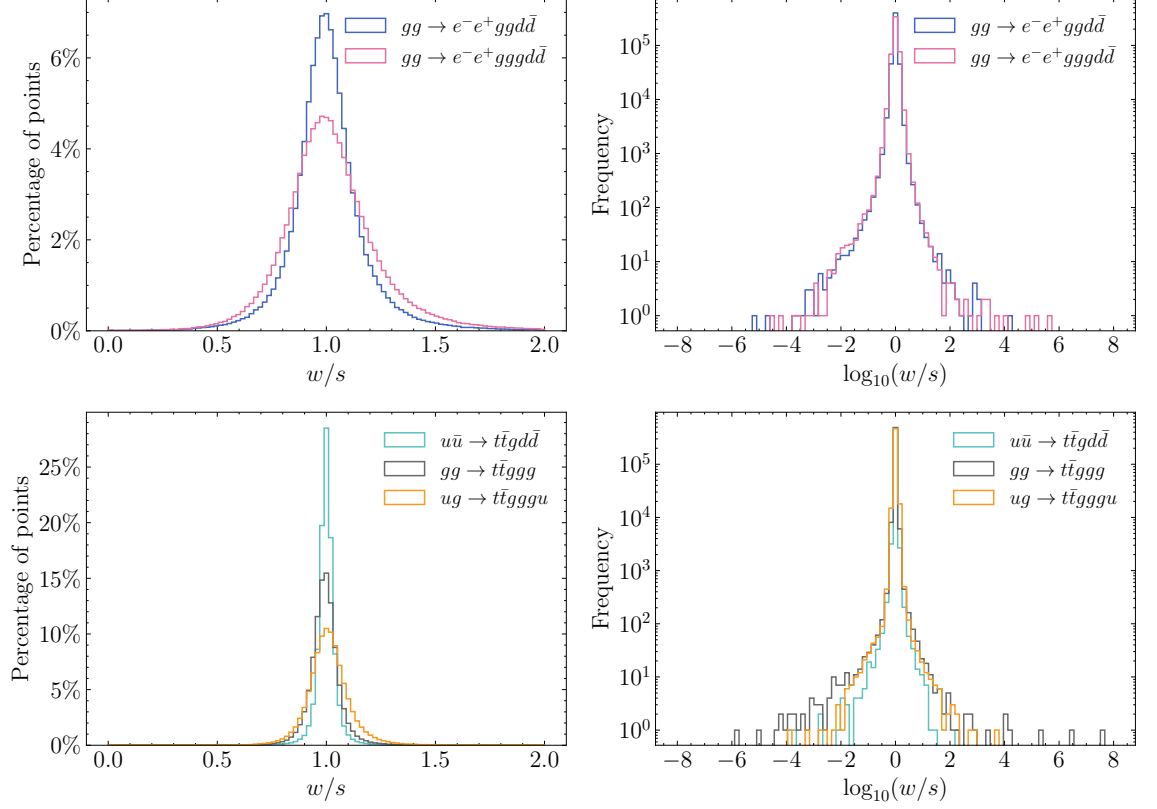 gg → e⁻e⁺ggdd̄
gg → e⁻e⁺gggdd̄
Percentage of points
6%
4%
2%
0%
0.0 0.5 1.0 1.5 2.0
w/s
gg → e⁻e⁺ggdd̄
gg → e⁻e⁺gggdd̄
Frequency
10⁵
10⁴
10³
10²
10¹
10⁰
−8 −6 −4 −2 0 2 4 6 8
log₁₀(w/s)
uū → tt̄gdd̄
gg → tt̄ggg
ug → tt̄gggu
Percentage of points
25%
20%
15%
10%
5%
0%
0.0 0.5 1.0 1.5 2.0
w/s
uū → tt̄gdd̄
gg → tt̄ggg
ug → tt̄gggu
Frequency
10⁵
10⁴
10³
10²
10¹
10⁰
−8 −6 −4 −2 0 2 4 6 8
log₁₀(w/s)